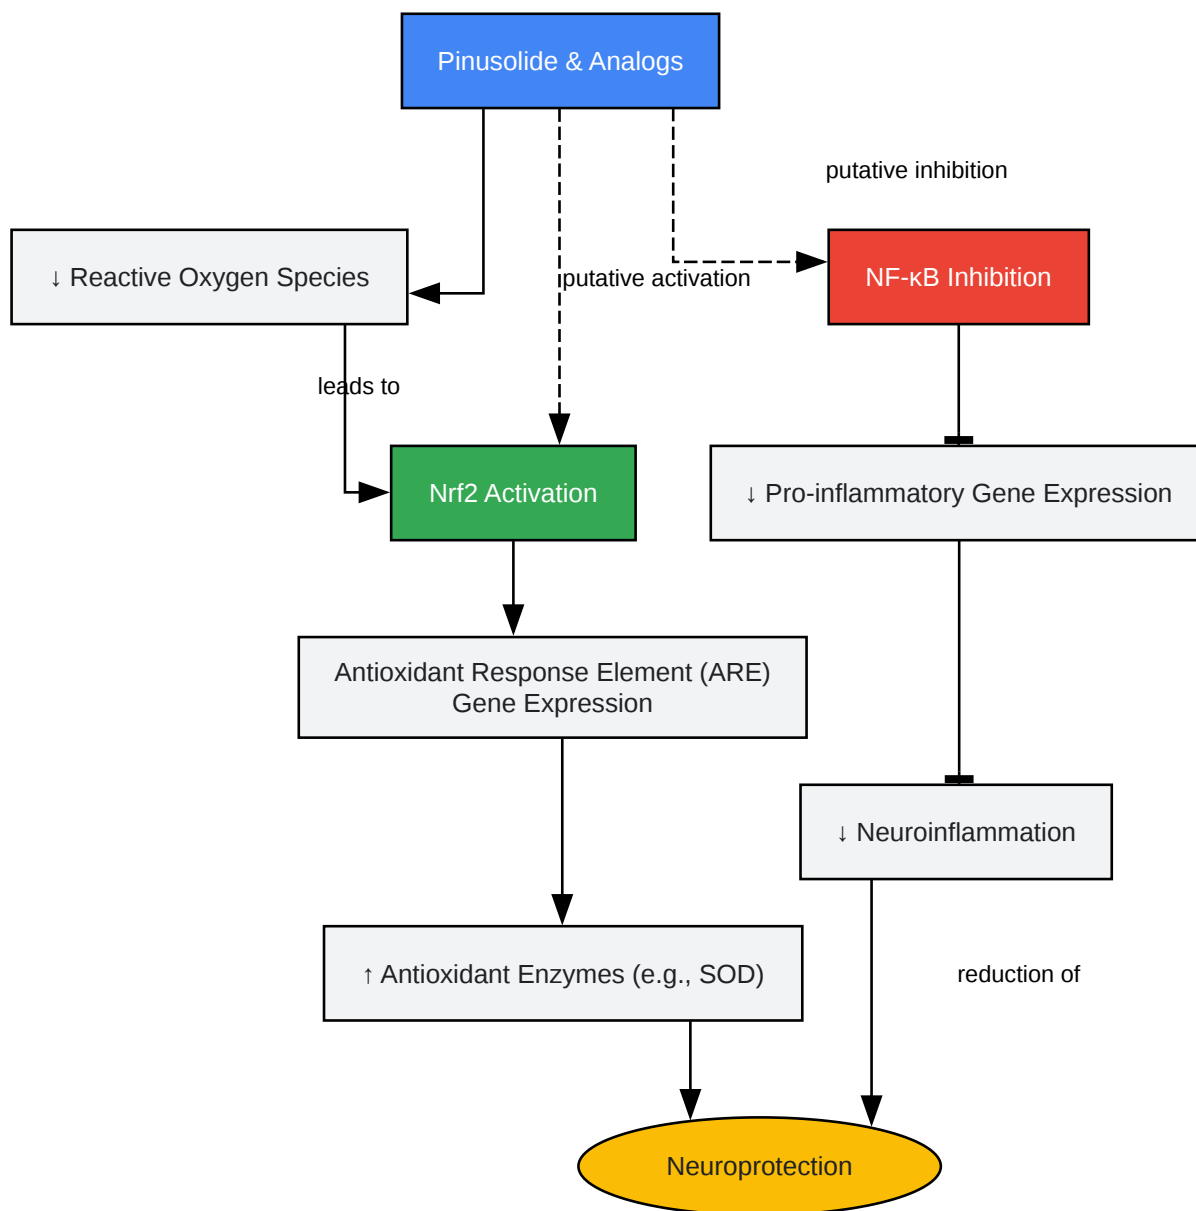 Pinusolide & Analogs
putative inhibition
↓ Reactive Oxygen Species
putative activation
NF-κB Inhibition
leads to
Nrf2 Activation
↓ Pro-inflammatory Gene Expression
Antioxidant Response Element (ARE)
Gene Expression
↓ Neuroinflammation
↑ Antioxidant Enzymes (e.g., SOD)
reduction of
Neuroprotection